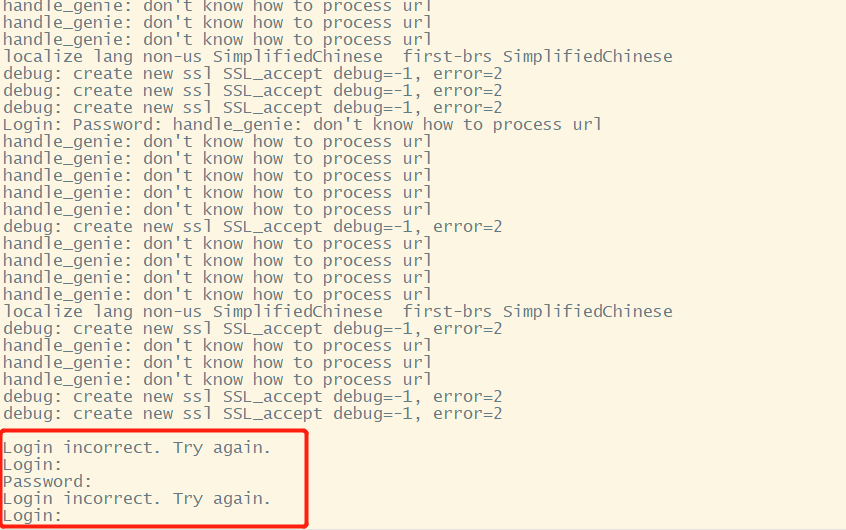 handle_genie: don't know how to process url
handle_genie: don't know how to process url
handle_genie: don't know how to process url
localize lang non-us SimplifiedChinese  first-brs SimplifiedChinese
debug: create new ssl SSL_accept debug=-1, error=2
debug: create new ssl SSL_accept debug=-1, error=2
debug: create new ssl SSL_accept debug=-1, error=2
Login: Password: handle_genie: don't know how to process url
handle_genie: don't know how to process url
handle_genie: don't know how to process url
handle_genie: don't know how to process url
handle_genie: don't know how to process url
handle_genie: don't know how to process url
debug: create new ssl SSL_accept debug=-1, error=2
handle_genie: don't know how to process url
handle_genie: don't know how to process url
handle_genie: don't know how to process url
handle_genie: don't know how to process url
localize lang non-us SimplifiedChinese  first-brs SimplifiedChinese
debug: create new ssl SSL_accept debug=-1, error=2
handle_genie: don't know how to process url
handle_genie: don't know how to process url
handle_genie: don't know how to process url
debug: create new ssl SSL_accept debug=-1, error=2
debug: create new ssl SSL_accept debug=-1, error=2
Login incorrect. Try again.
Login:
Password:
Login incorrect. Try again.
Login: